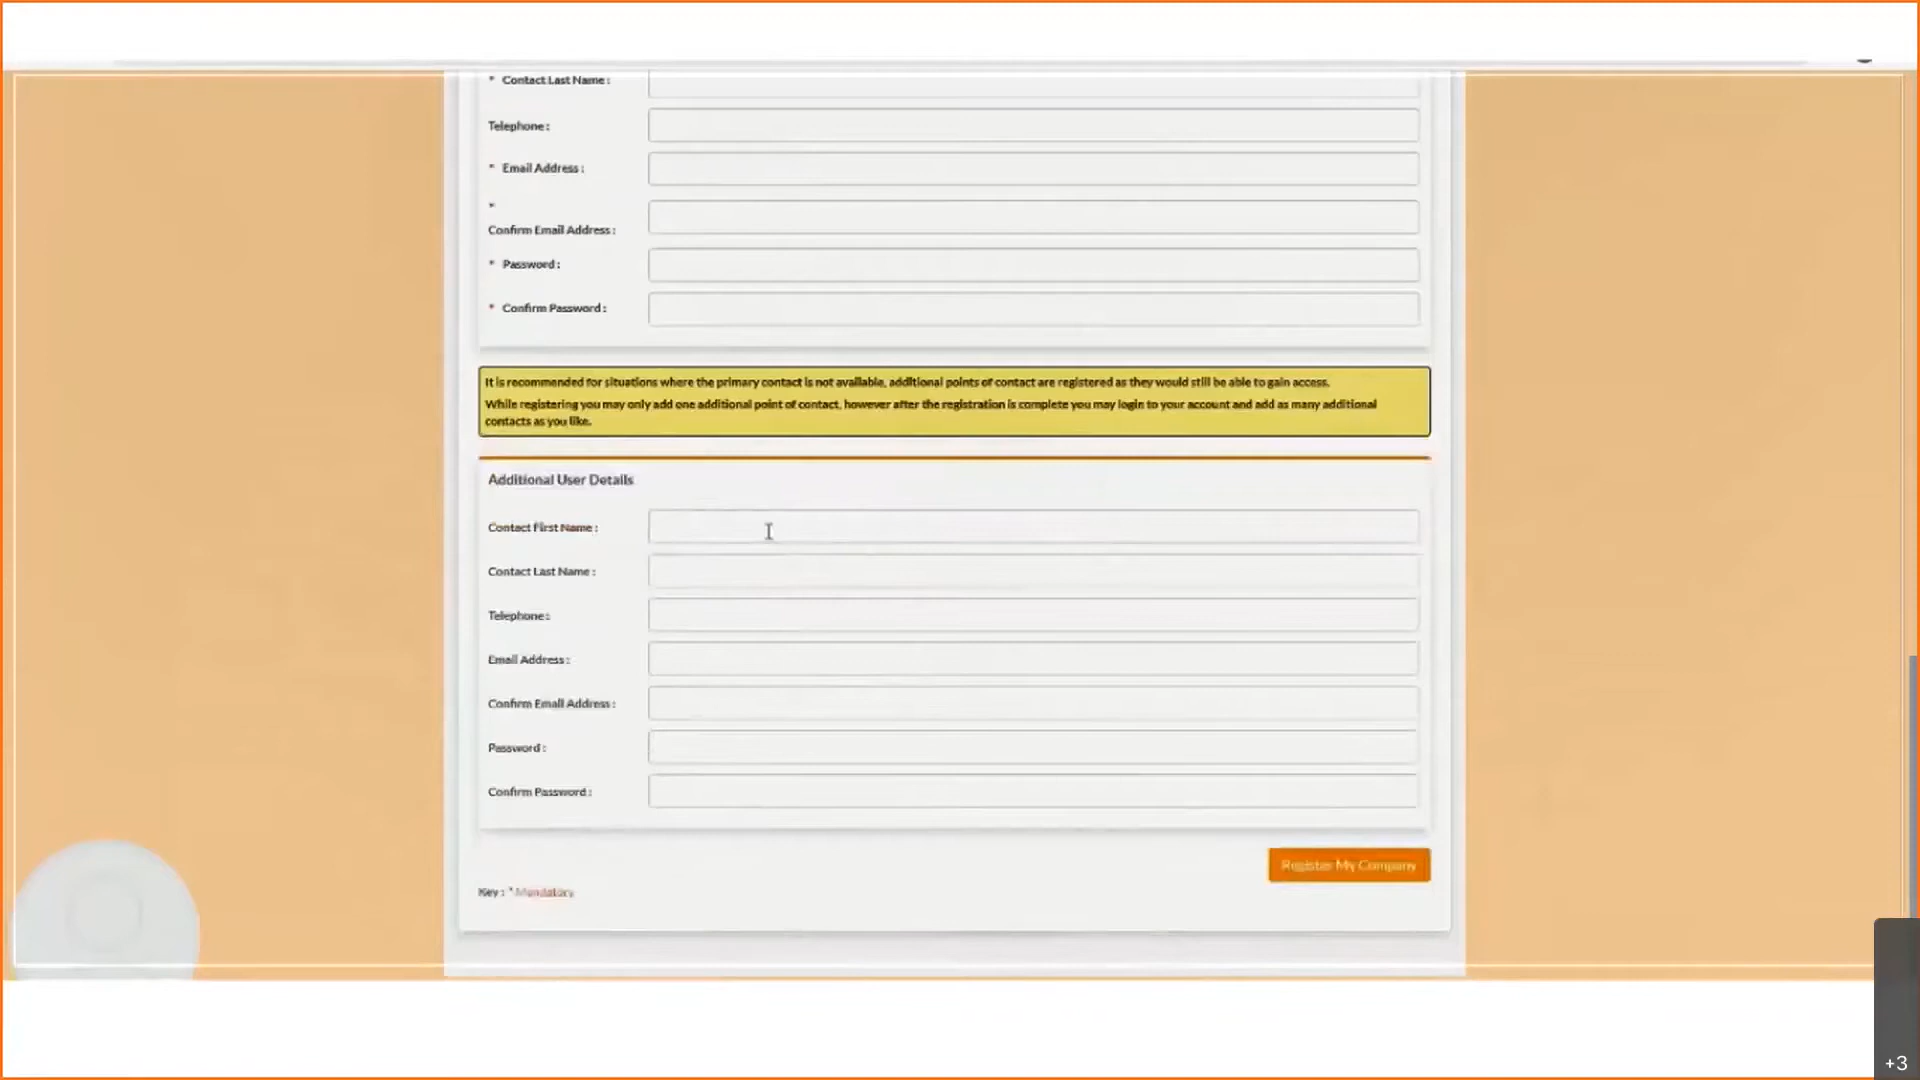 * Contact Last Name :
Telephone :
* Email Address :
*
Confirm Email Address :
* Password :
* Confirm Password :
It is recommended for situations where the primary contact is not available, additional points of contact are registered as they would still be able to gain access.
While registering you may only add one additional point of contact, however after the registration is complete you may login to your account and add as many additional
contacts as you like.
Additional User Details
Contact First Name :
Contact Last Name :
Telephone :
Email Address :
Confirm Email Address :
Password :
Confirm Password :
Register My Company
Key : * Mandatory
+3